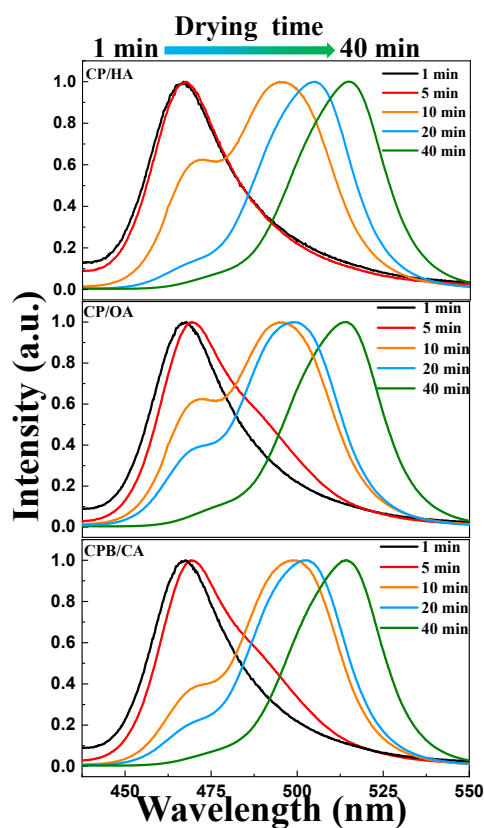 Drying time
1 min 40 min
CP/HA
1 min
5 min
10 min
20 min
40 min
1.0
0.8
0.6
0.4
0.2
0.0
CP/OA
1 min
5 min
10 min
20 min
40 min
1.0
0.8
0.6
0.4
0.2
0.0
CPB/CA
1 min
5 min
10 min
20 min
40 min
1.0
0.8
0.6
0.4
0.2
0.0
Intensity (a.u.)
450 475 500 525 550
Wavelength (nm)